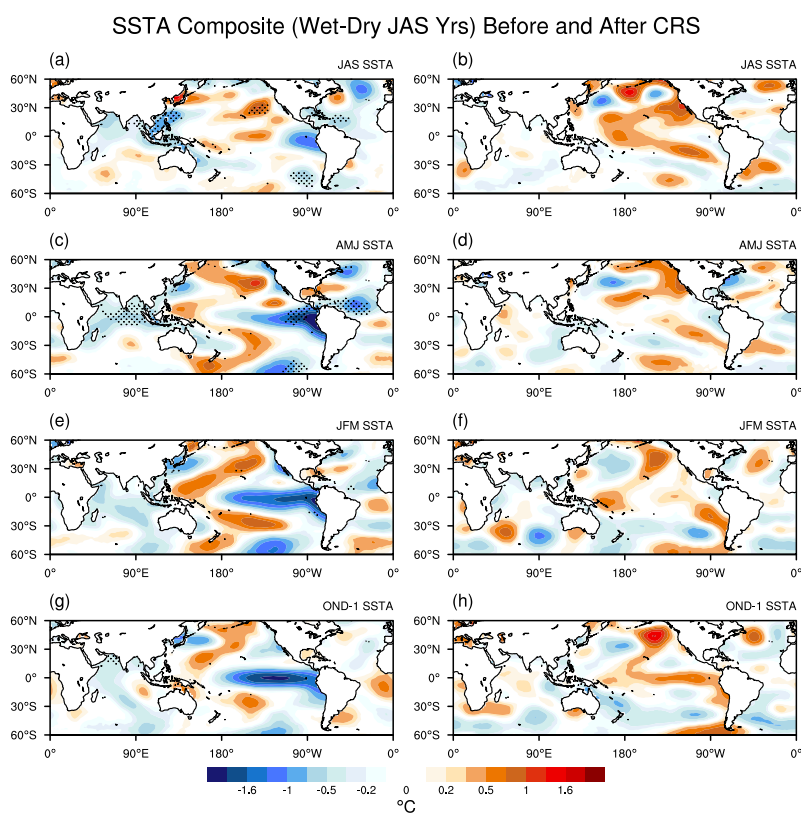 SSTA Composite (Wet-Dry JAS Yrs) Before and After CRS
(a) JAS SSTA (b) JAS SSTA
60°N 60°N
30°N 30°N
0° 0°
30°S 30°S
60°S 60°S
0° 90°E 180° 90°W 0° 0° 90°E 180° 90°W 0°
(c) AMJ SSTA (d) AMJ SSTA
60°N 60°N
30°N 30°N
0° 0°
30°S 30°S
60°S 60°S
0° 90°E 180° 90°W 0° 0° 90°E 180° 90°W 0°
(e) JFM SSTA (f) JFM SSTA
60°N 60°N
30°N 30°N
0° 0°
30°S 30°S
60°S 60°S
0° 90°E 180° 90°W 0° 0° 90°E 180° 90°W 0°
(g) OND-1 SSTA (h) OND-1 SSTA
60°N 60°N
30°N 30°N
0° 0°
30°S 30°S
60°S 60°S
0° 90°E 180° 90°W 0° 0° 90°E 180° 90°W 0°
-1.6 -1 -0.5 -0.2 0 0.2 0.5 1 1.6
°C